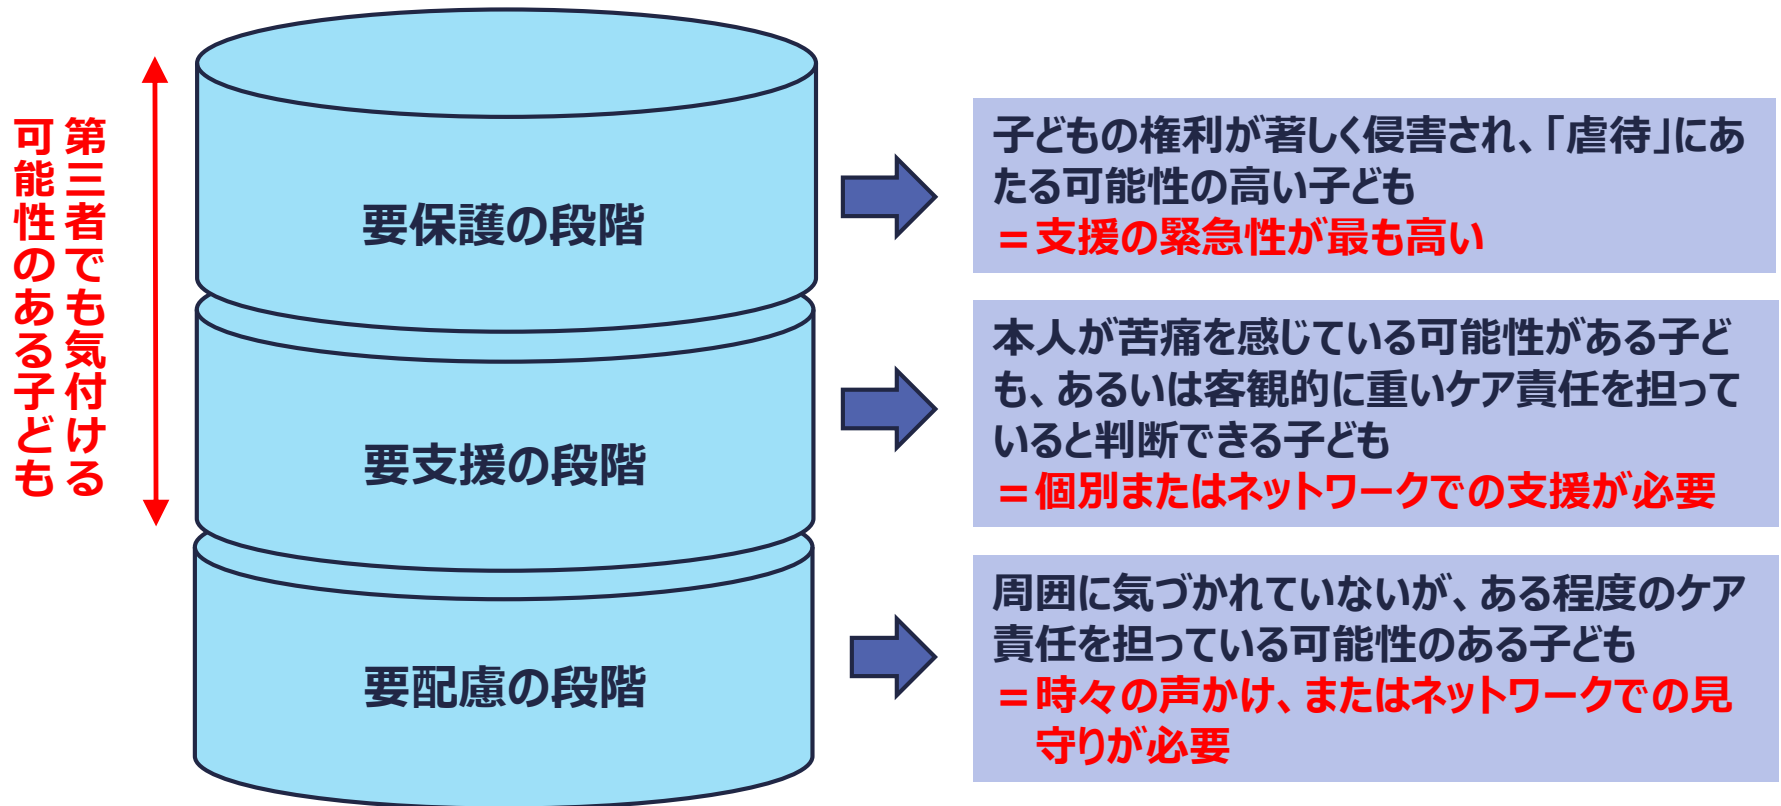 第三者でも気付ける
可能性のある子ども
要保護の段階
子どもの権利が著しく侵害され、「虐待」にあ
たる可能性の高い子ども
＝支援の緊急性が最も高い
要支援の段階
本人が苦痛を感じている可能性がある子ど
も、あるいは客観的に重いケア責任を担って
いると判断できる子ども
＝個別またはネットワークでの支援が必要
要配慮の段階
周囲に気づかれていないが、ある程度のケア
責任を担っている可能性のある子ども
＝時々の声かけ、またはネットワークでの見
守りが必要